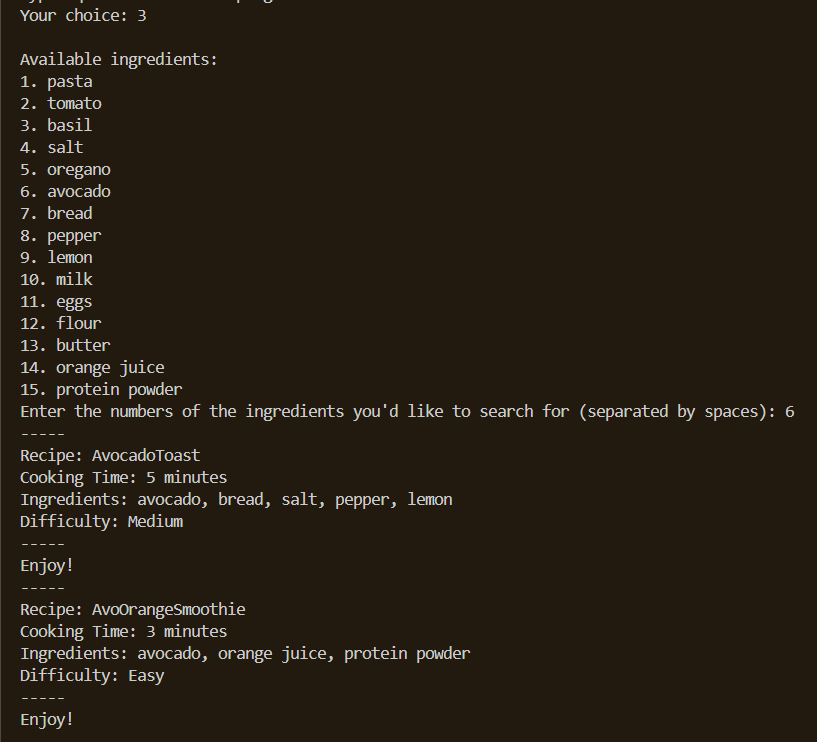 Your choice: 3
Available ingredients:
1. pasta
2. tomato
3. basil
4. salt
5. oregano
6. avocado
7. bread
8. pepper
9. lemon
10. milk
11. eggs
12. flour
13. butter
14. orange juice
15. protein powder
Enter the numbers of the ingredients you'd like to search for (separated by spaces): 6
-----
Recipe: AvocadoToast
Cooking Time: 5 minutes
Ingredients: avocado, bread, salt, pepper, lemon
Difficulty: Medium
-----
Enjoy!
-----
Recipe: AvoOrangeSmoothie
Cooking Time: 3 minutes
Ingredients: avocado, orange juice, protein powder
Difficulty: Easy
-----
Enjoy!